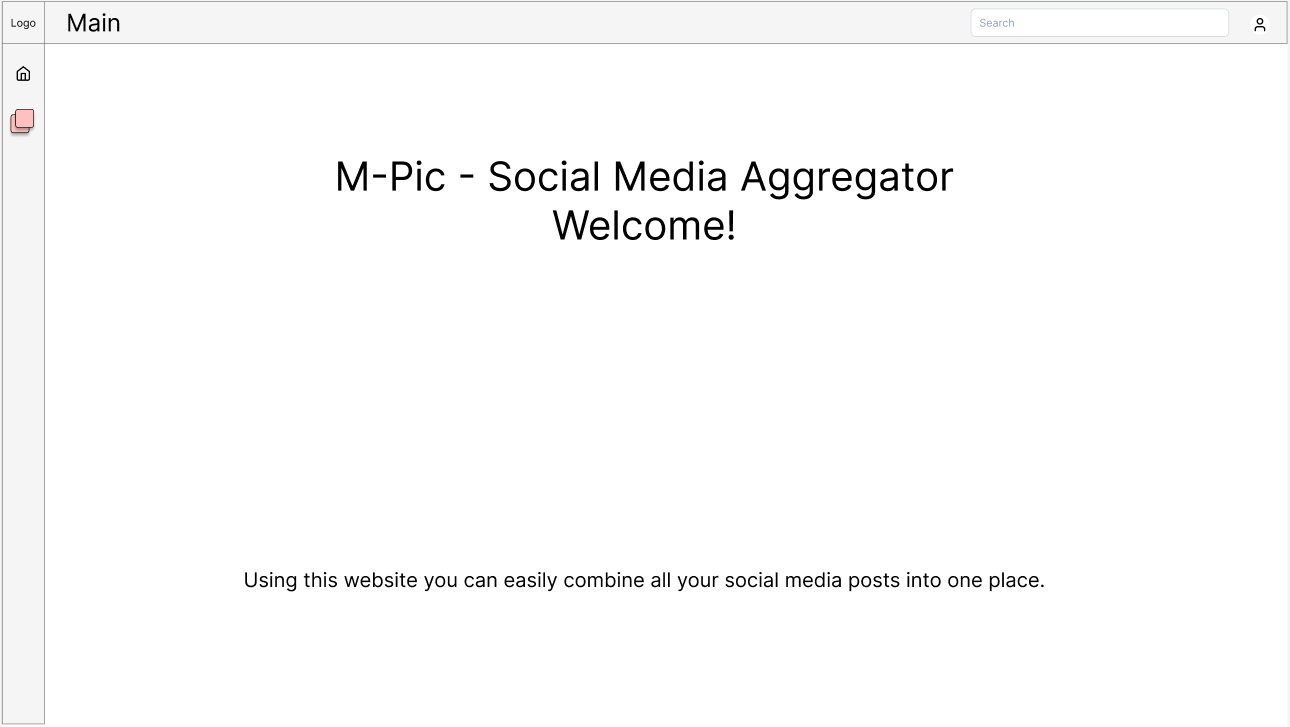 Logo
Main
Search
M-Pic - Social Media Aggregator
Welcome!
Using this website you can easily combine all your social media posts into one place.